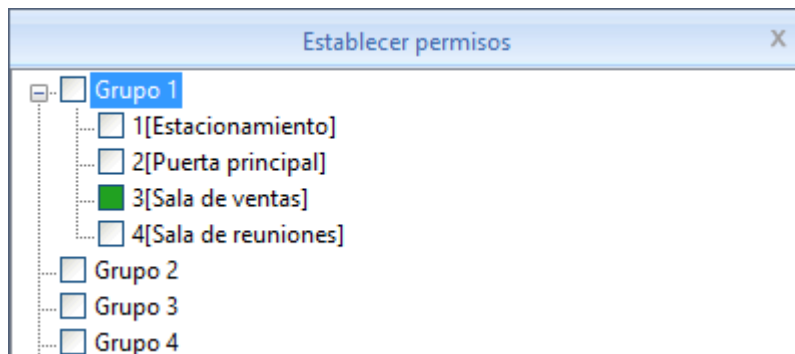 Establecer permisos
Grupo 1
1[Estacionamiento]
2[Puerta principal]
3[Sala de ventas]
4[Sala de reuniones]
Grupo 2
Grupo 3
Grupo 4